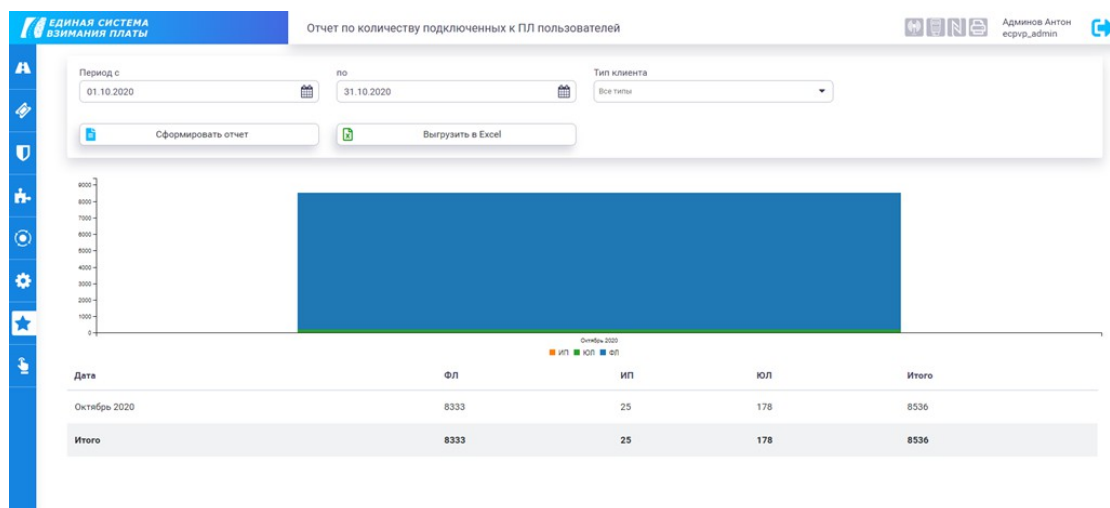 ЕДИНАЯ СИСТЕМА
ВЗИМАНИЯ ПЛАТЫ
Отчет по количеству подключенных к ПЛ пользователей
Админов Антон
ecpvp_admin
Период с
по
Тип клиента
01.10.2020
31.10.2020
Все типы
Сформировать отчет
Выгрузить в Excel
9000
8000
7000
6000
5000
4000
3000
2000
1000
0
Октябрь 2020
ИП ЮЛ ФЛ
Дата ФЛ ИП ЮЛ Итого
Октябрь 2020 8333 25 178 8536
Итого 8333 25 178 8536